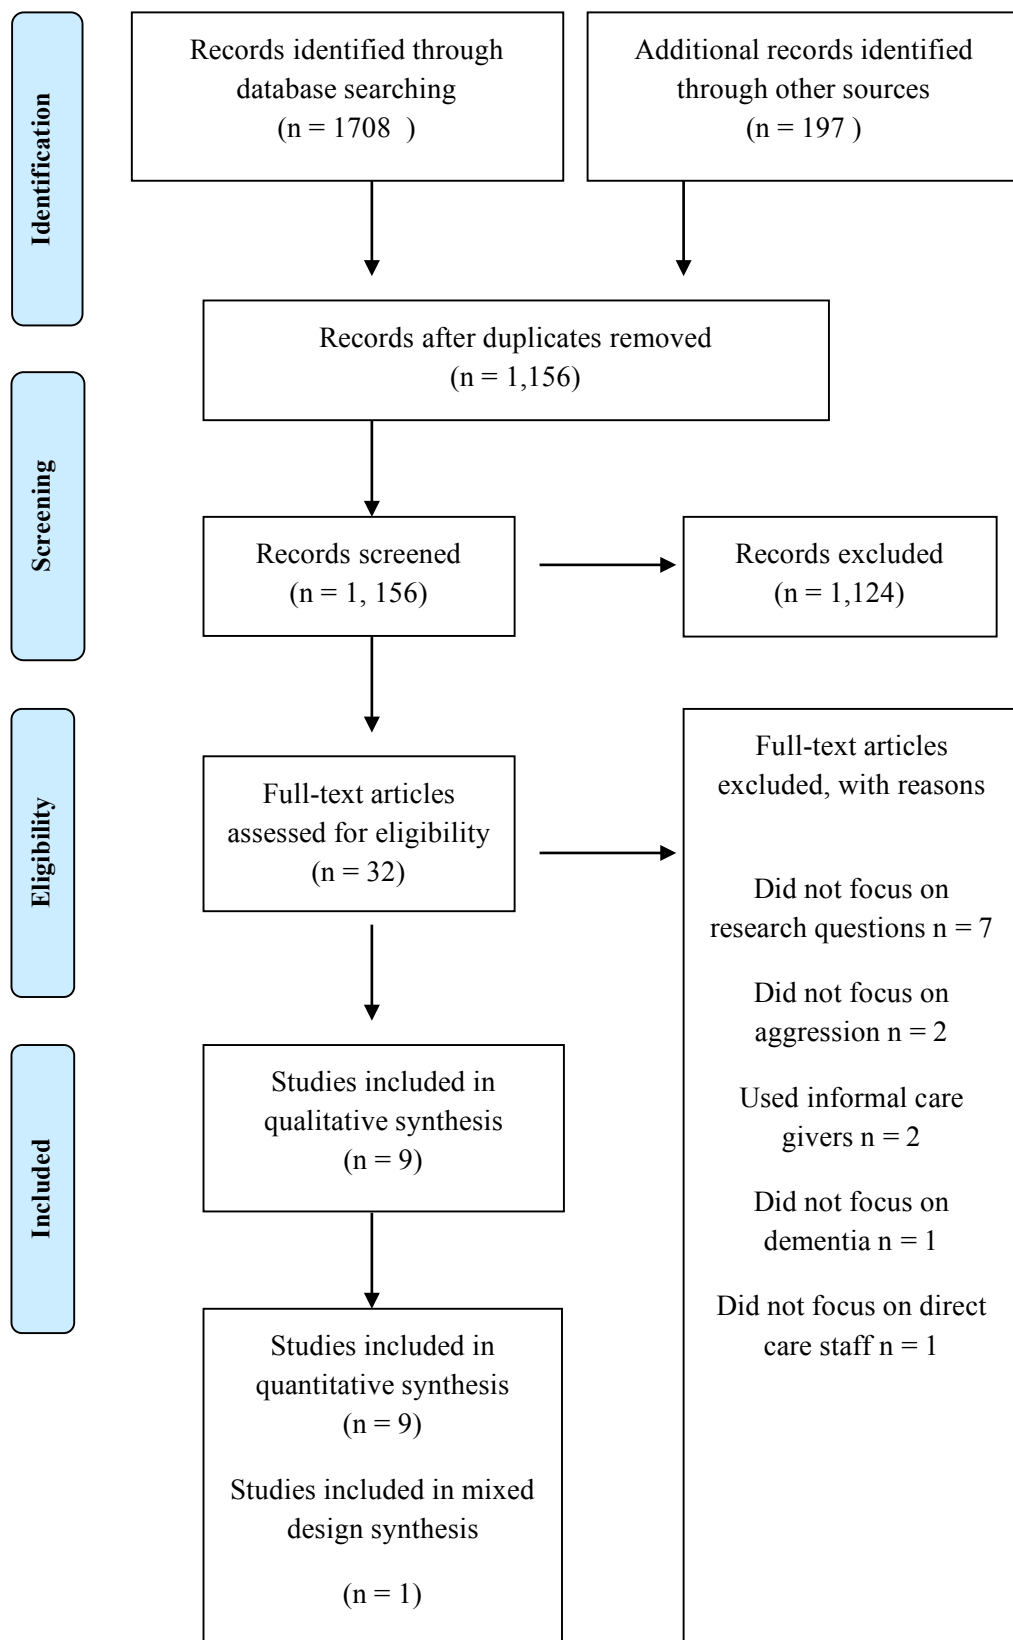 Identification
Records identified through
database searching
(n = 1708  )
Additional records identified
through other sources
(n = 197 )
Records after duplicates removed
(n = 1,156)
Screening
Records screened
(n = 1, 156)
Records excluded
(n = 1,124)
Eligibility
Full-text articles
assessed for eligibility
(n = 32)
Full-text articles
excluded, with reasons
Did not focus on
research questions n = 7
Did not focus on
aggression n = 2
Used informal care
givers n = 2
Did not focus on
dementia n = 1
Did not focus on direct
care staff n = 1
Included
Studies included in
qualitative synthesis
(n = 9)
Studies included in
quantitative synthesis
(n = 9)
Studies included in mixed
design synthesis
(n = 1)